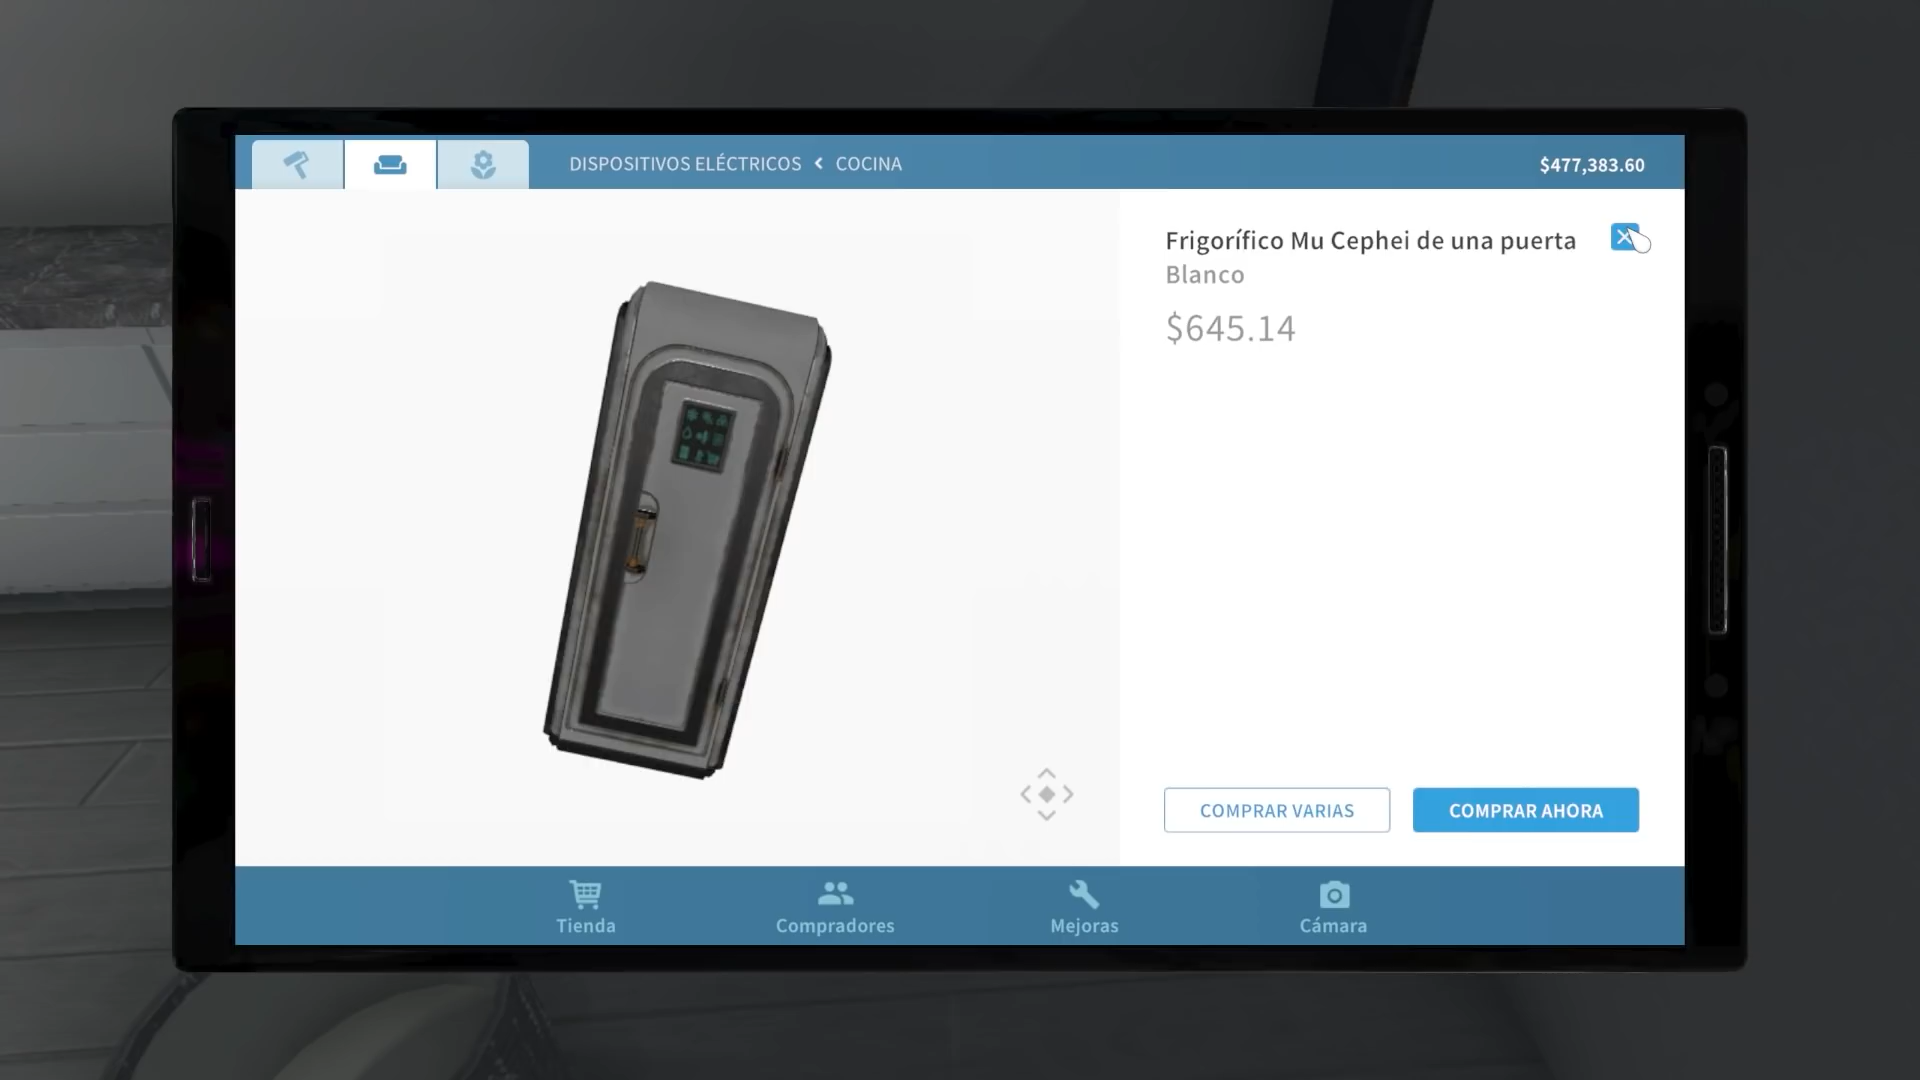 DISPOSITIVOS ELÉCTRICOS < COCINA
$477,383.60
Frigorífico Mu Cephei de una puerta
Blanco
$645.14
COMPRAR VARIAS
COMPRAR AHORA
Tienda
Compradores
Mejoras
Cámara